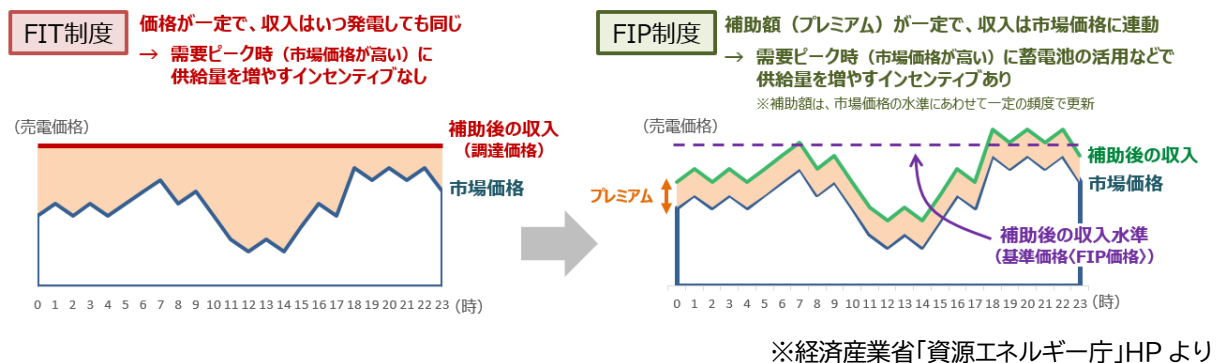 FIT制度
価格が一定で、収入はいつ発電しても同じ
→ 需要ピーク時（市場価格が高い）に
供給量を増やすインセンティブなし
（売電価格）
補助後の収入
（調達価格）
市場価格
0 1 2 3 4 5 6 7 8 9 10 11 12 13 14 15 16 17 18 19 20 21 22 23 (時)
FIP制度
補助額（プレミアム）が一定で、収入は市場価格に連動
→ 需要ピーク時（市場価格が高い）に蓄電池の活用などで
供給量を増やすインセンティブあり
※補助額は、市場価格の水準にあわせて一定の頻度で更新
（売電価格）
補助後の収入
市場価格
プレミアム
補助後の収入水準
（基準価格〈FIP価格〉）
0 1 2 3 4 5 6 7 8 9 10 11 12 13 14 15 16 17 18 19 20 21 22 23 (時)
※経済産業省「資源エネルギー庁」HP より